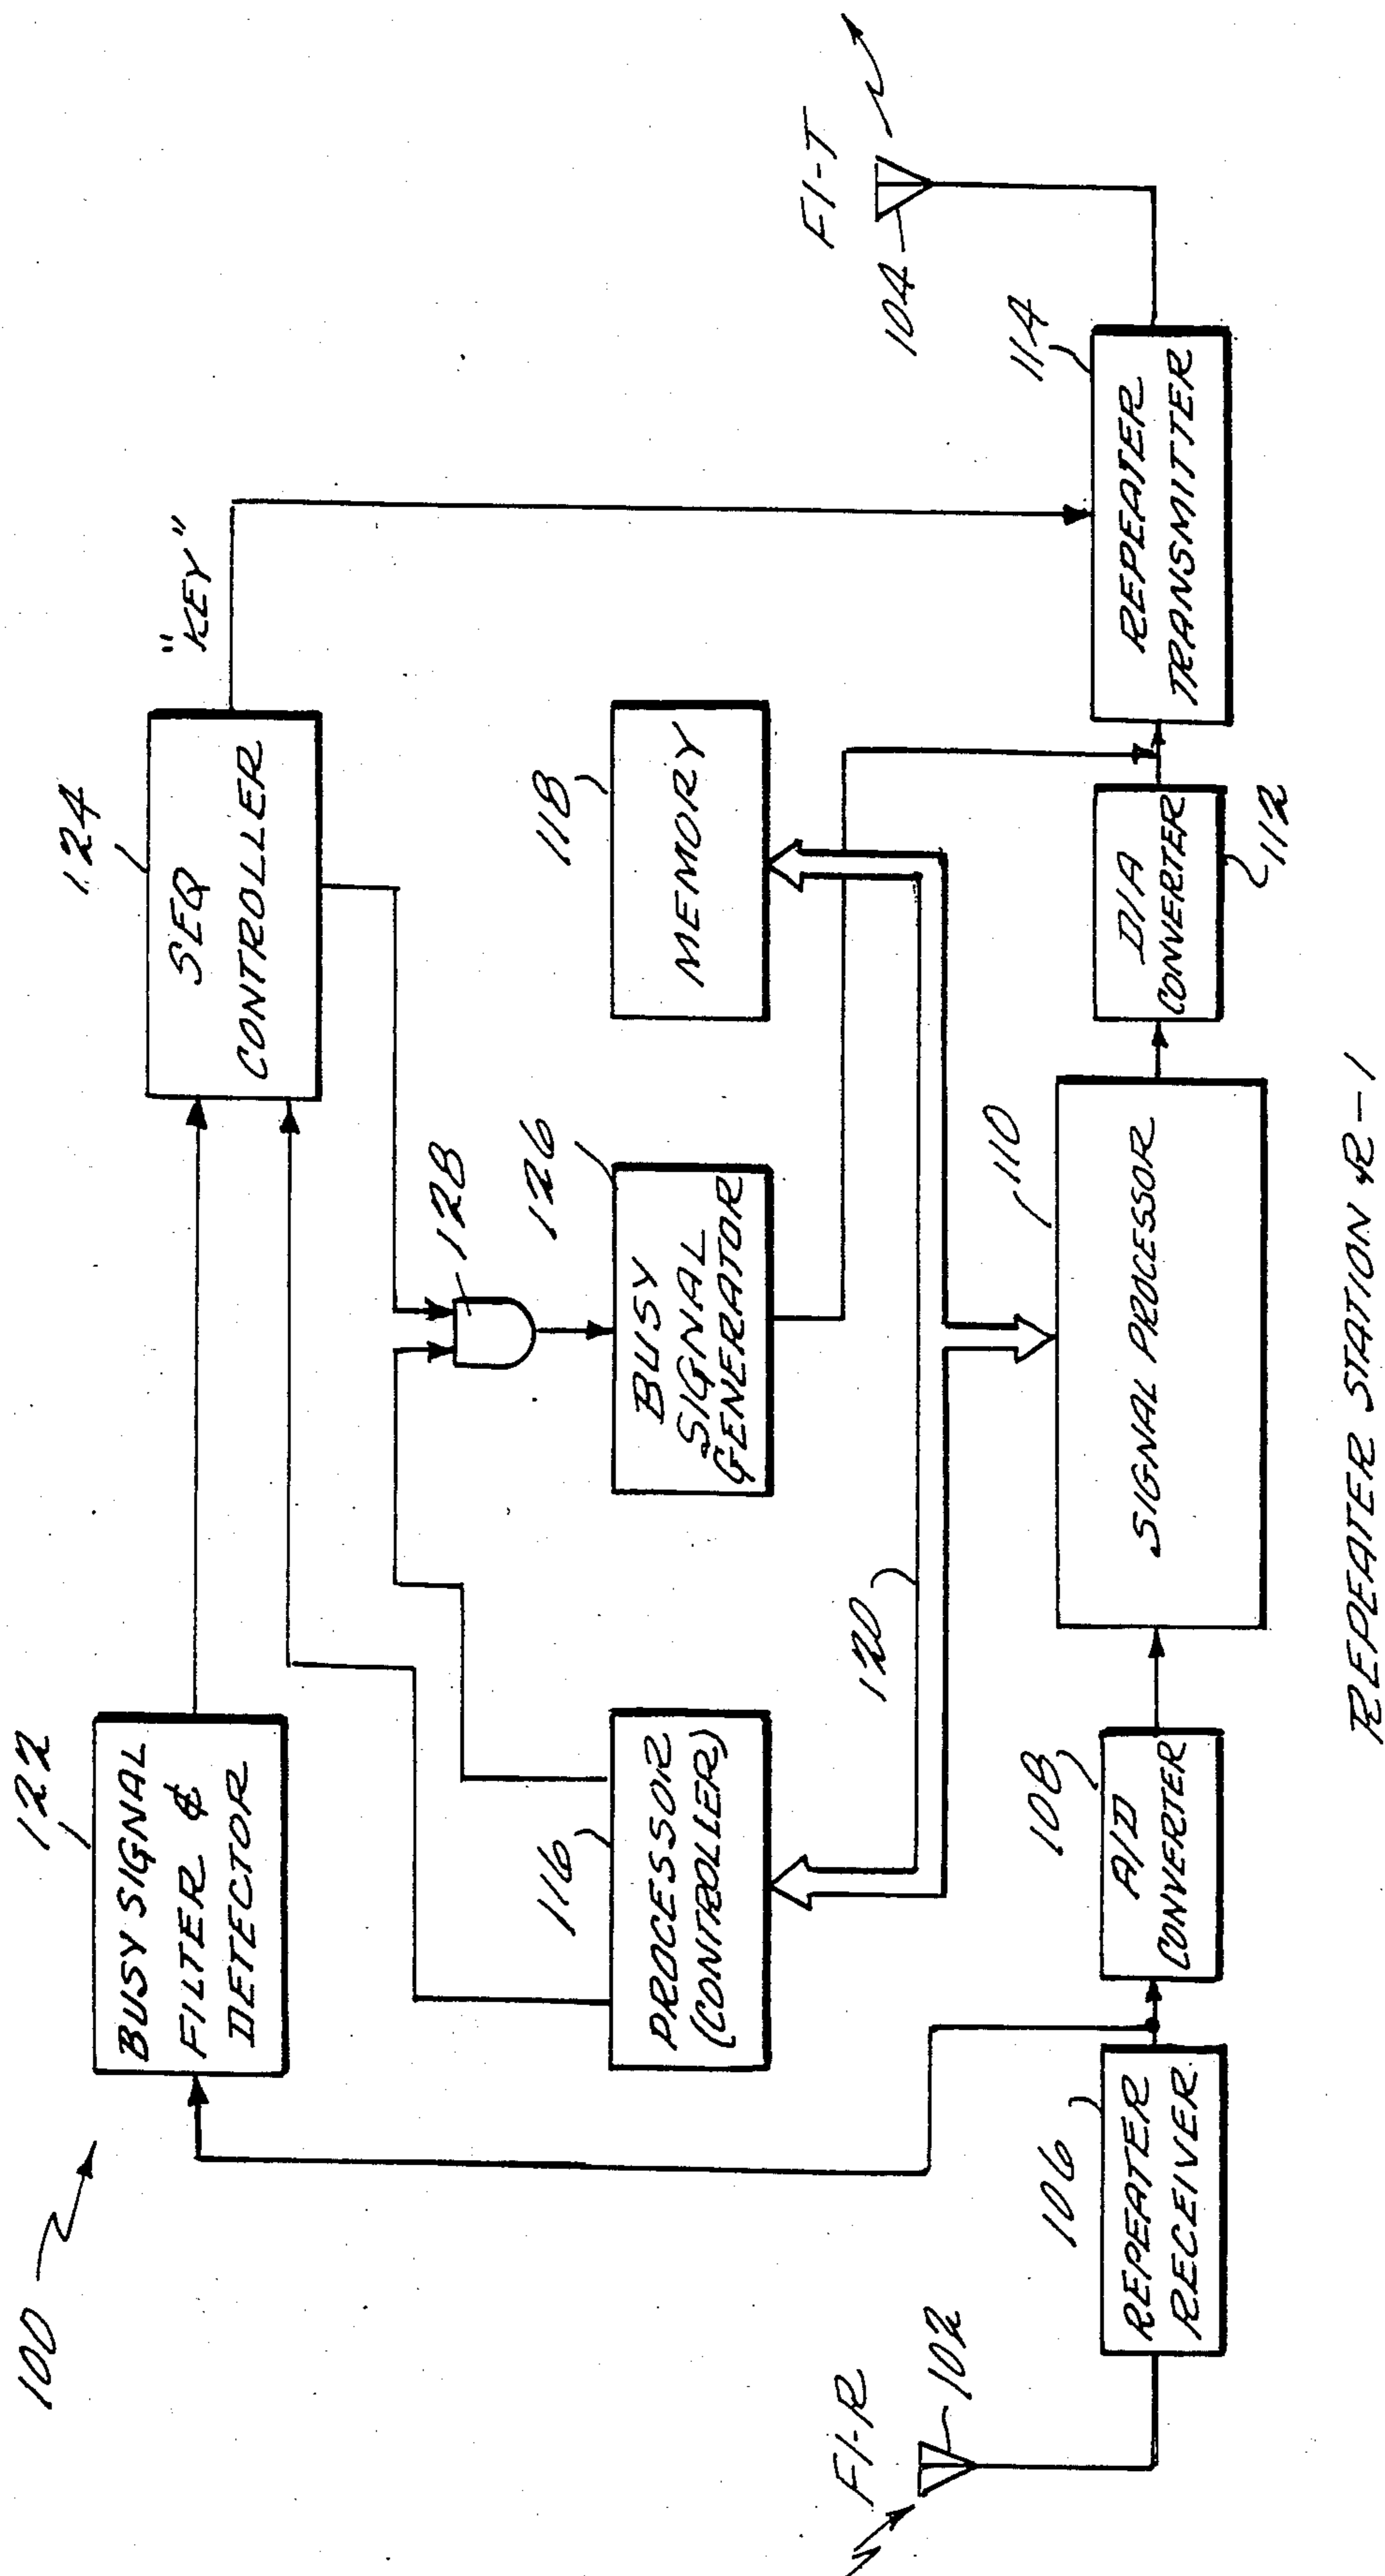 100
122
BUSY SIGNAL
FILTER &
DETECTOR
124
SEQ
CONTROLLER
"KEY"
128
116
PROCESSOR
(CONTROLLER)
126
BUSY
SIGNAL
GENERATOR
118
MEMORY
120
F1-R
102
106
REPEATER
RECEIVER
108
A/D
CONVERTER
110
SIGNAL PROCESSOR
D/A
CONVERTER
112
114
REPEATER
TRANSMITTER
104
F1-T
REPEATER STATION R-1